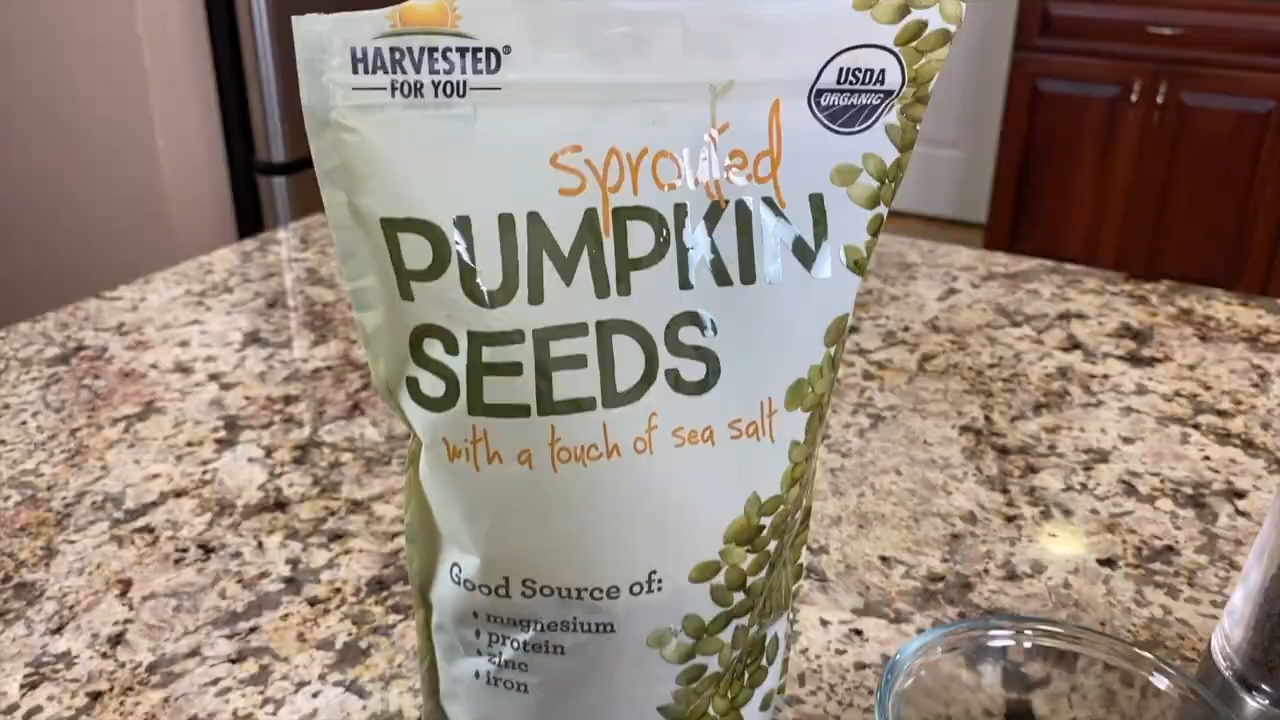 HARVESTED®
FOR YOU
USDA
ORGANIC
sprouted
PUMPKIN
SEEDS
with a touch of sea salt
Good Source of:
magnesium
protein
zinc
iron